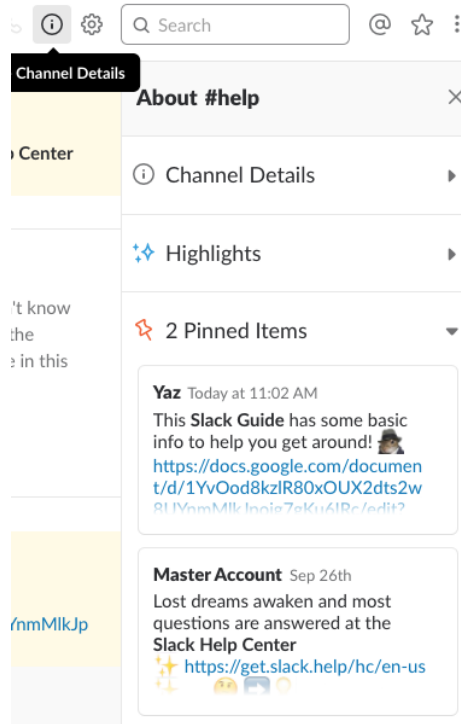 Search
Channel Details
About #help
Center
Channel Details
Highlights
't know
the
e in this
2 Pinned Items
Yaz Today at 11:02 AM
This Slack Guide has some basic
info to help you get around!
https://docs.google.com/documen
t/d/1YvOod8kzlR80xOUX2dts2w
Master Account Sep 26th
Lost dreams awaken and most
questions are answered at the
Slack Help Center
YnmMlkJp
https://get.slack.help/hc/en-us